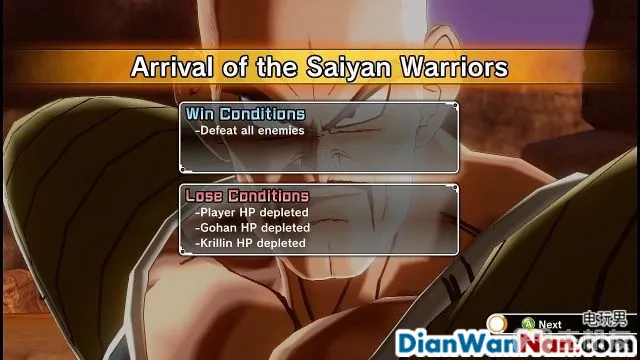 Arrival of the Saiyan Warriors
Win Conditions
-Defeat all enemies
Lose Conditions
-Player HP depleted
-Gohan HP depleted
-Krillin HP depleted
A Next
电玩男
DianWanNan.com